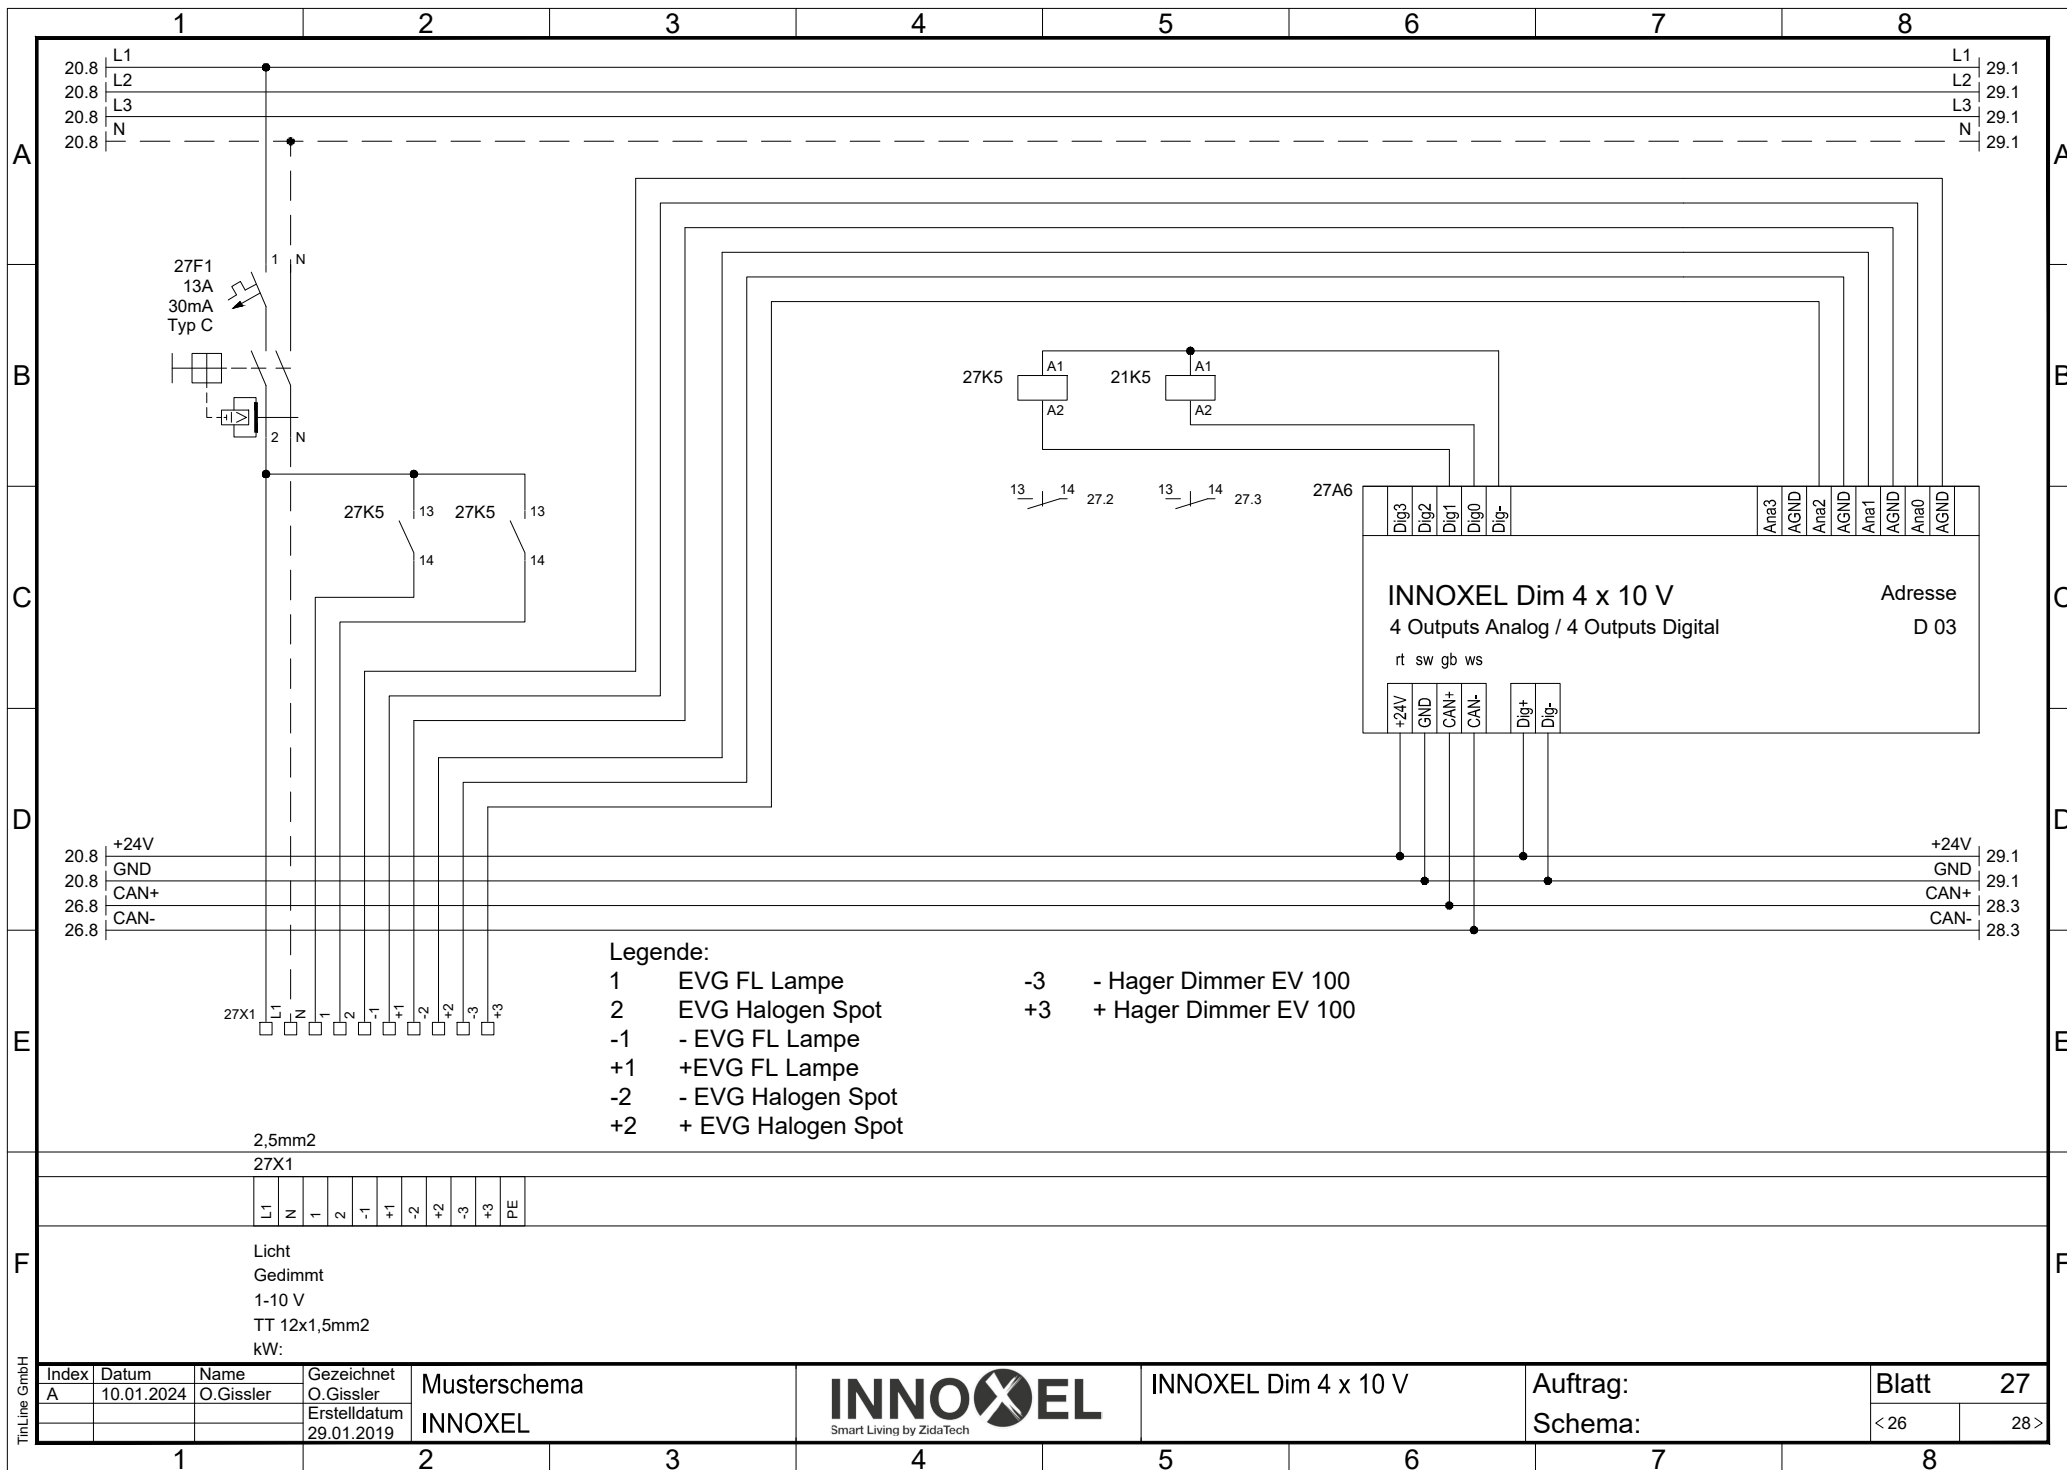 1 2 3 4 5 6 7 8
20.8 L1 L1 29.1
20.8 L2 L2 29.1
20.8 L3 L3 29.1
20.8 N N 29.1
A A
1 N
27F1
13A
30mA
Typ C
B B
27K5 A1 A2
21K5 A1 A2
2 N
13 14 27.2
13 14 27.3
27K5 13 14
27K5 13 14
27A6
Dig3 Dig2 Dig1 Dig0 Dig- Ana3 AGND Ana2 AGND Ana1 AGND Ana0 AGND
C C
INNOXEL Dim 4 x 10 V Adresse
4 Outputs Analog / 4 Outputs Digital D 03
rt sw gb ws
+24V GND CAN+ CAN- Dig+ Dig-
D D
20.8 +24V +24V 29.1
20.8 GND GND 29.1
26.8 CAN+ CAN+ 28.3
26.8 CAN- CAN- 28.3
Legende:
1 EVG FL Lampe -3 - Hager Dimmer EV 100
2 EVG Halogen Spot +3 + Hager Dimmer EV 100
-1 - EVG FL Lampe
+1 +EVG FL Lampe
-2 - EVG Halogen Spot
+2 + EVG Halogen Spot
27X1 L1 N 1 2 -1 +1 -2 +2 -3 +3
E E
2,5mm2
27X1
L1 N 1 2 -1 +1 -2 +2 -3 +3 PE
F F
Licht
Gedimmt
1-10 V
TT 12x1,5mm2
kW:
TinLine GmbH
Index Datum Name Gezeichnet
A 10.01.2024 O.Gissler O.Gissler
Erstelldatum
29.01.2019
Musterschema
INNOXEL
INNOXEL
Smart Living by ZidaTech
INNOXEL Dim 4 x 10 V
Auftrag:
Schema:
Blatt 27
<26 28>
1 2 3 4 5 6 7 8